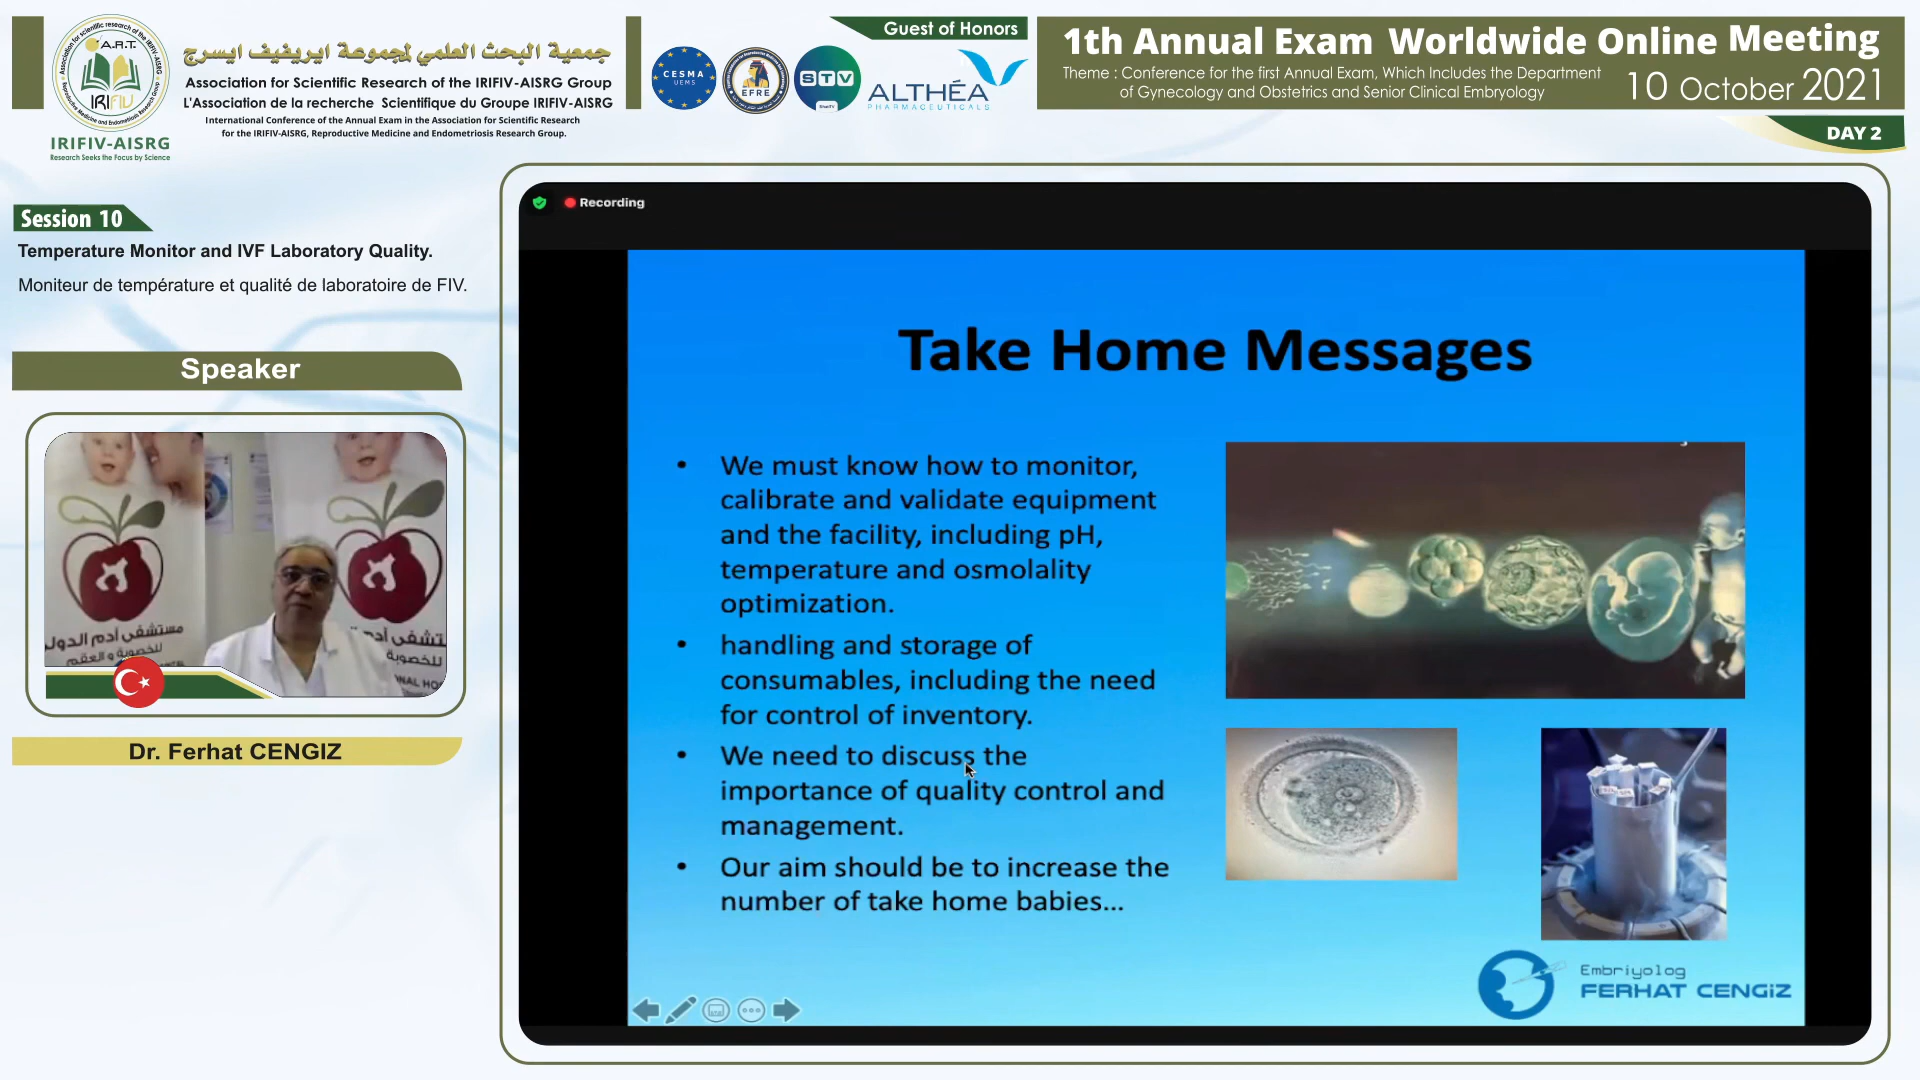 A.R.T.
IRIFIV
IRIFIV-AISRG
Research Seeks the Focus by Science
جمعية البحث العلمي لمجموعة ايريفيف ايسرج
Association for Scientific Research of the IRIFIV-AISRG Group
L'Association de la recherche Scientifique du Groupe IRIFIV-AISRG
International Conference of the Annual Exam in the Association for Scientific Research
for the IRIFIV-AISRG, Reproductive Medicine and Endometriosis Research Group.
Guest of Honors
CESMA
UEMS
EFRE
STV
ALTHÉA
PHARMACEUTICALS
1th Annual Exam Worldwide Online Meeting
Theme : Conference for the first Annual Exam, Which Includes the Department
of Gynecology and Obstetrics and Senior Clinical Embryology
10 October 2021
DAY 2
Session 10
Temperature Monitor and IVF Laboratory Quality.
Moniteur de température et qualité de laboratoire de FIV.
Speaker
مستشفى آدم الدولي
للخصوبة و العقم
Dr. Ferhat CENGIZ
Recording
Take Home Messages
• We must know how to monitor,
calibrate and validate equipment
and the facility, including pH,
temperature and osmolality
optimization.
• handling and storage of
consumables, including the need
for control of inventory.
• We need to discuss the
importance of quality control and
management.
• Our aim should be to increase the
number of take home babies...
Embriyolog
FERHAT CENGiZ